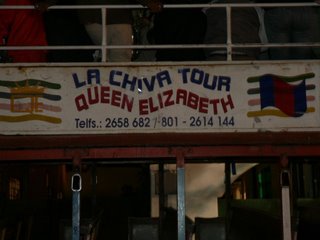 LA CHIVA TOUR
QUEEN ELIZABETH
Telfs.: 2658 682 / 801 - 2614 144